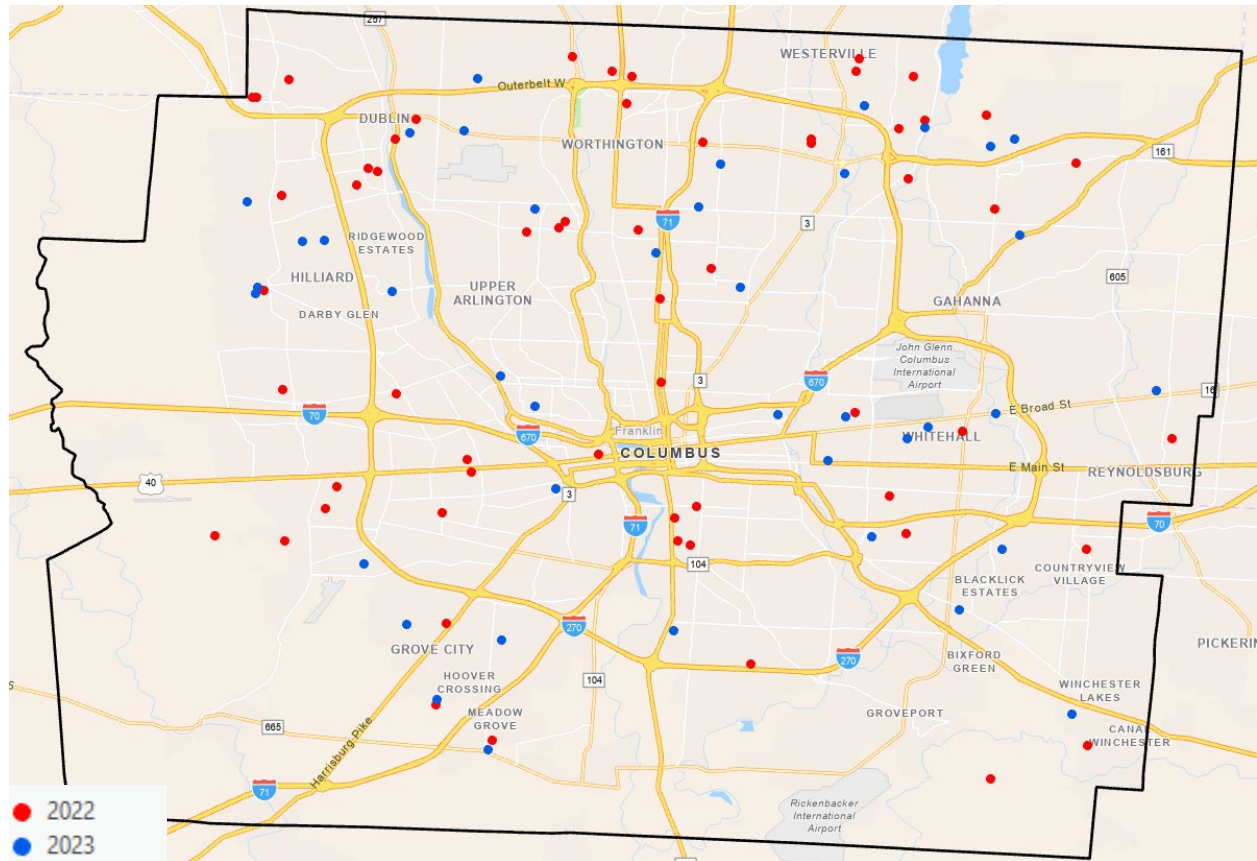 257
WESTERVILLE
Outerbelt W
DUBLIN
WORTHINGTON
161
71
3
RIDGEWOOD
ESTATES
HILLIARD
UPPER
ARLINGTON
605
GAHANNA
DARBY GLEN
John Glenn
Columbus
International
Airport
3
670
16
70
E Broad St
Franklin
670
WHITEHALL
COLUMBUS
E Main St
REYNOLDSBURG
40
3
71
70
104
COUNTRYVIEW
VILLAGE
BLACKLICK
ESTATES
270
PICKERIN
GROVE CITY
BIXFORD
GREEN
270
HOOVER
CROSSING
104
WINCHESTER
LAKES
MEADOW
GROVE
GROVEPORT
665
CANAL
WINCHESTER
Harrisburg Pike
71
Rickenbacker
International
Airport
2022
2023